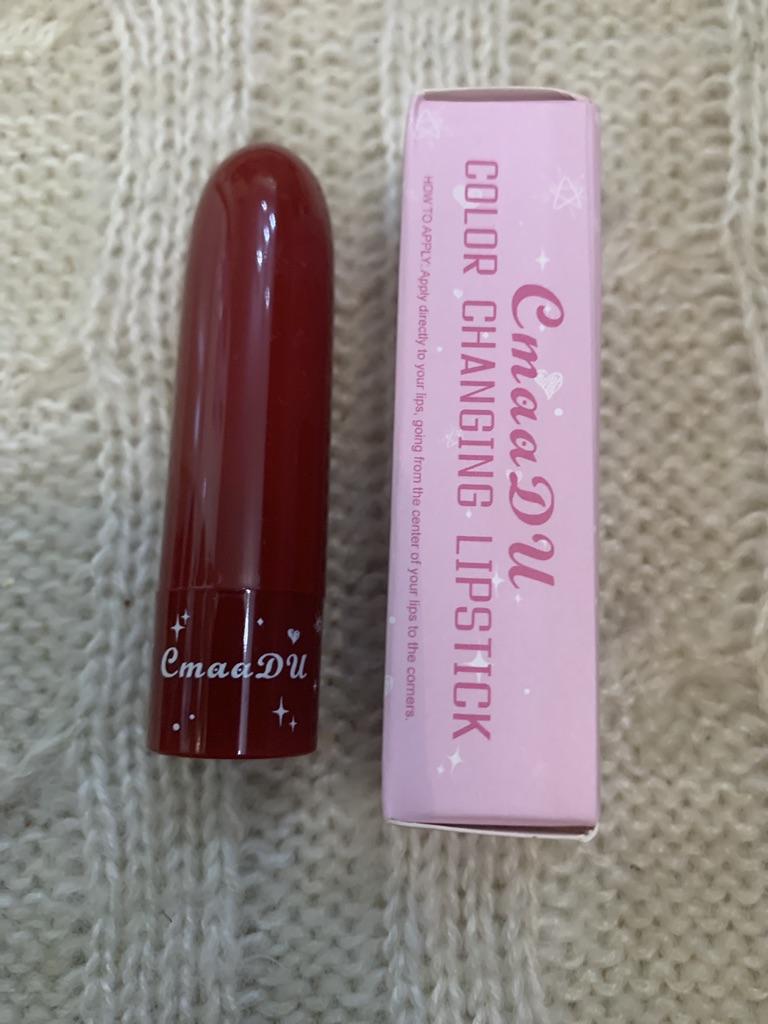 CmaaDU
CmaaDU
COLOR CHANGING LIPSTICK
HOW TO APPLY: Apply directly to your lips, going from the center of your lips to the corners.